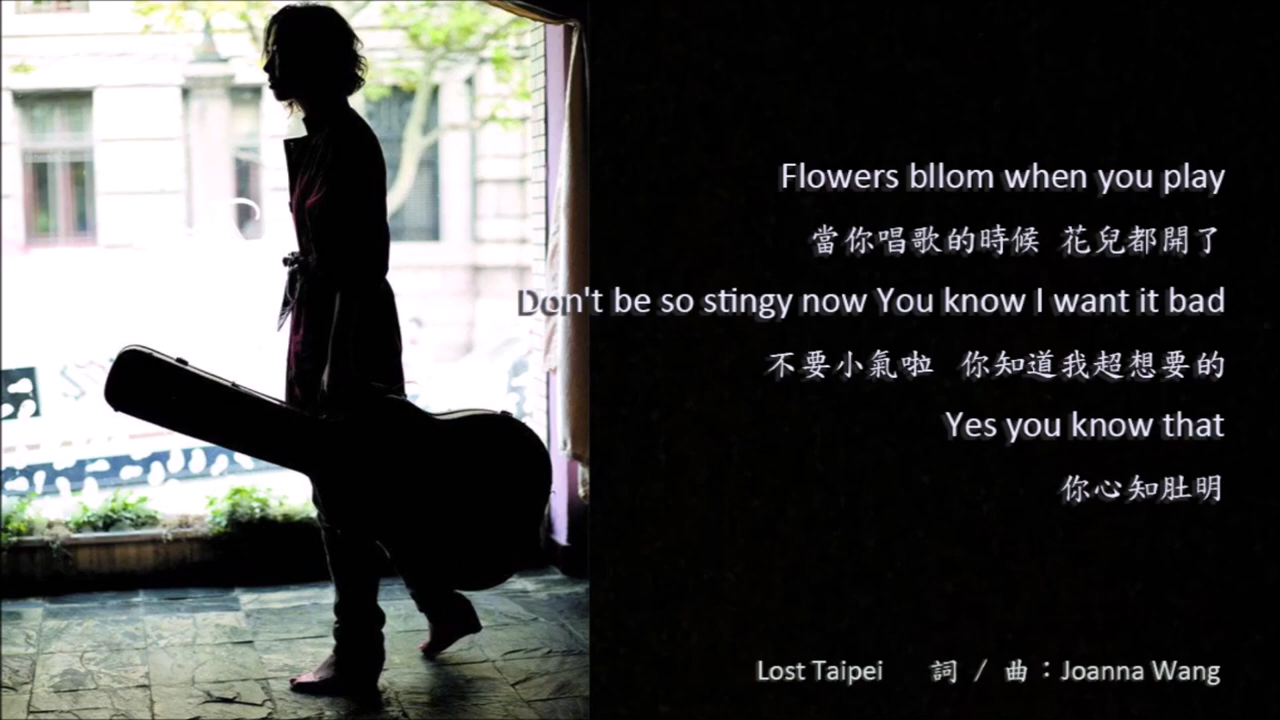 Flowers bllom when you play
當你唱歌的時候 花兒都開了
Don't be so stingy now You know I want it bad
不要小氣啦 你知道我超想要的
Yes you know that
你心知肚明
Lost Taipei 詞 / 曲：Joanna Wang